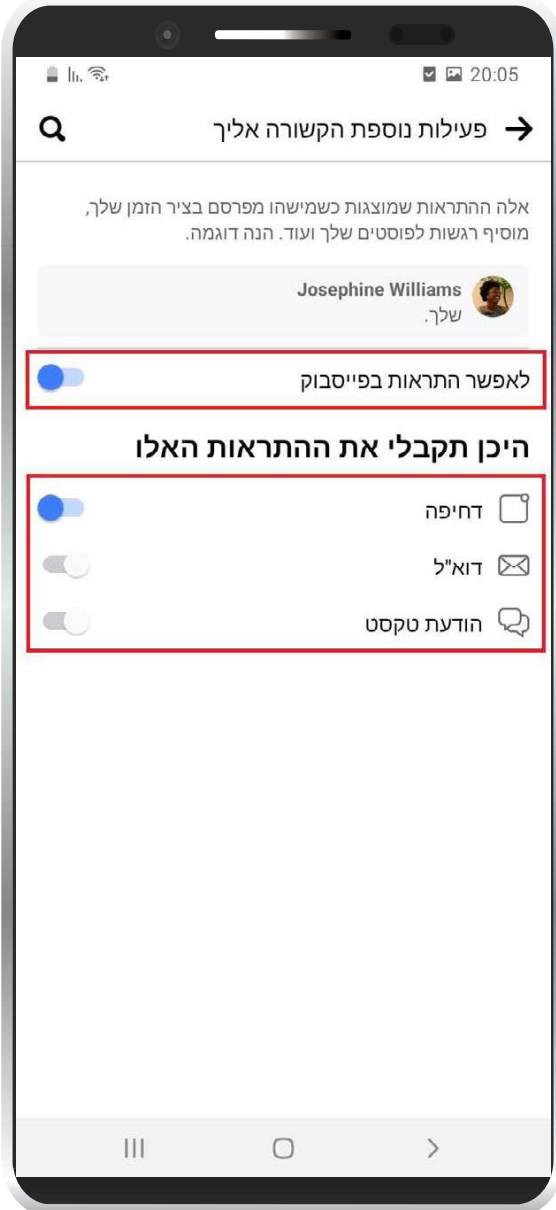 20:05
פעילות נוספת הקשורה אליך
אלה ההתראות שמוצגות כשמישהו מפרסם בציר הזמן שלך,
מוסיף רגשות לפוסטים שלך ועוד. הנה דוגמה.
Josephine Williams
שלך.
לאפשר התראות בפייסבוק
היכן תקבלי את ההתראות האלו
דחיפה
דוא"ל
הודעת טקסט